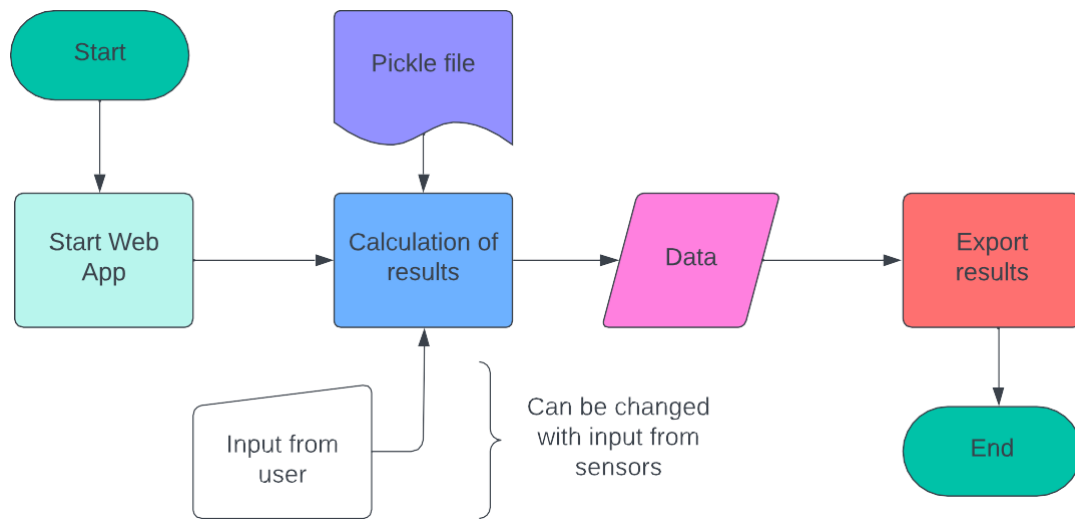 Start
Pickle file
Start Web
App
Calculation of
results
Data
Export
results
Input from
user
Can be changed
with input from
sensors
End